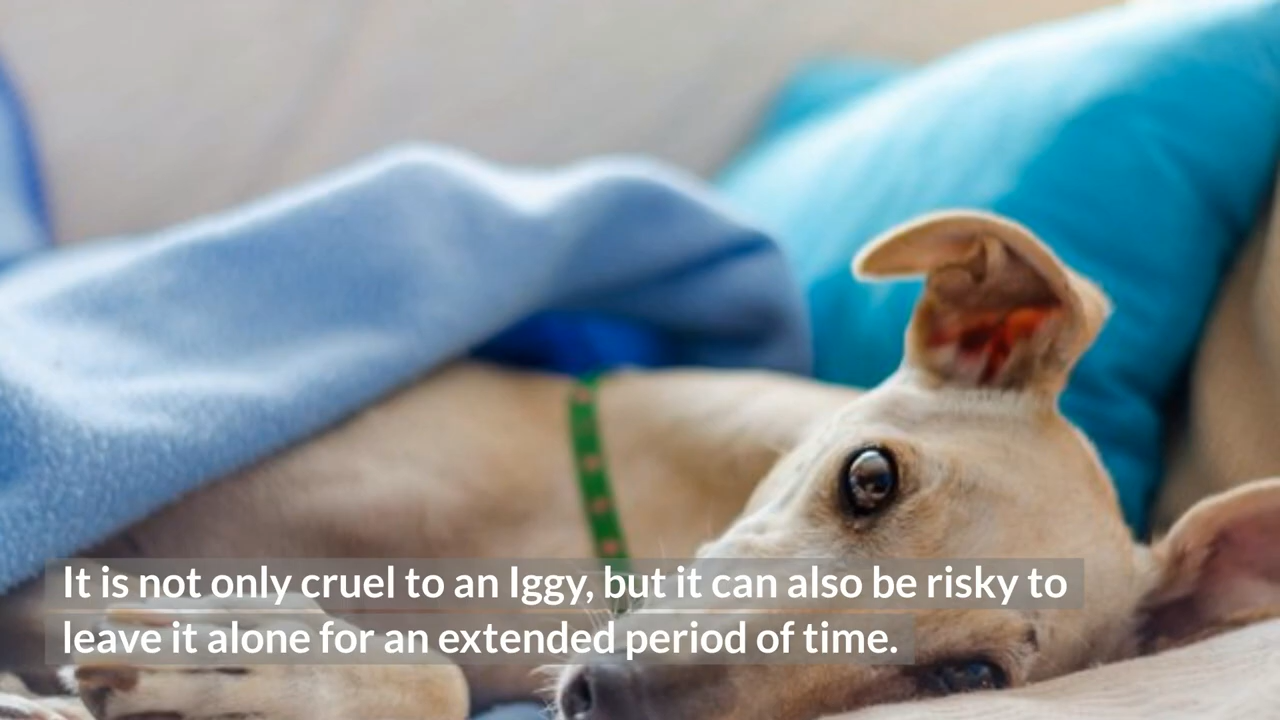 It is not only cruel to an Iggy, but it can also be risky to
leave it alone for an extended period of time.